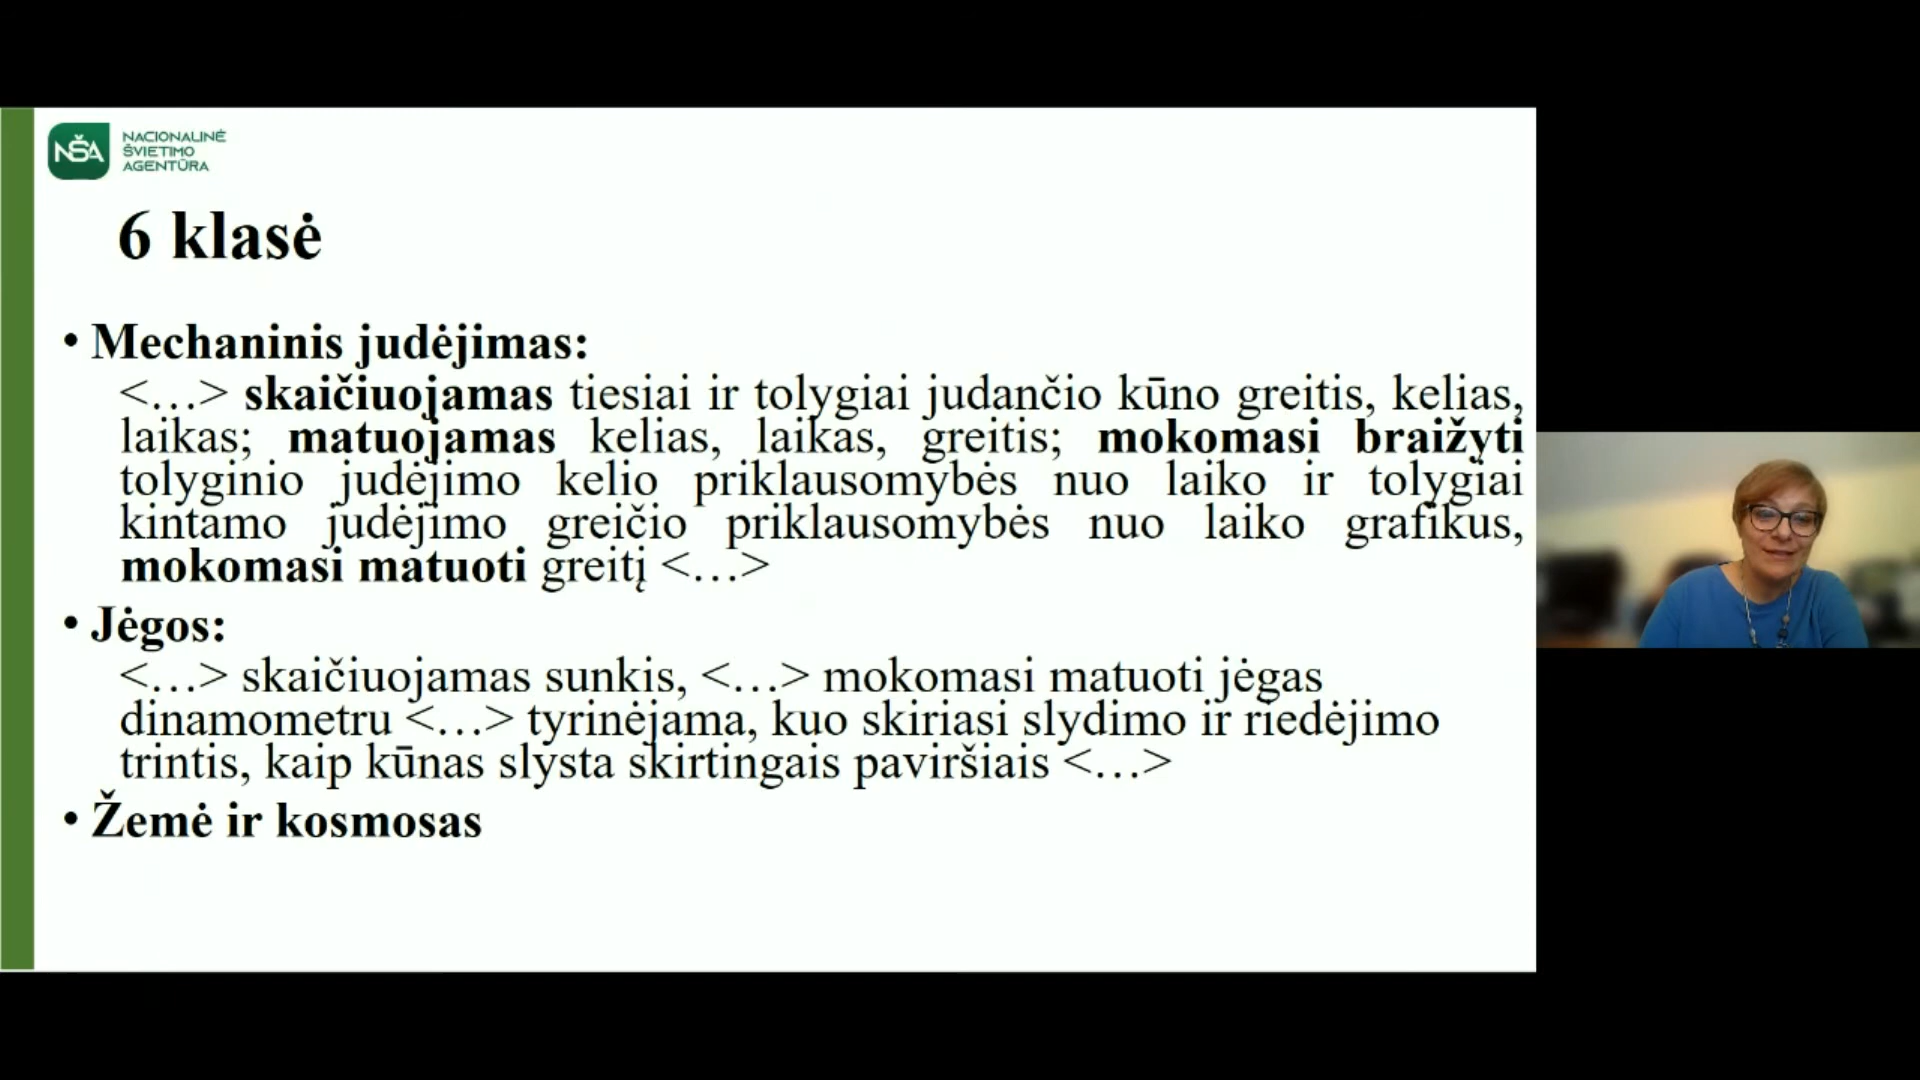 NŠA
NACIONALINĖ
ŠVIETIMO
AGENTŪRA
6 klasė
• Mechaninis judėjimas:
<…> skaičiuojamas tiesiai ir tolygiai judančio kūno greitis, kelias,
laikas; matuojamas kelias, laikas, greitis; mokomasi braižyti
tolyginio judėjimo kelio priklausomybės nuo laiko ir tolygiai
kintamo judėjimo greičio priklausomybės nuo laiko grafikus,
mokomasi matuoti greitį <…>
• Jėgos:
<…> skaičiuojamas sunkis, <…> mokomasi matuoti jėgas
dinamometru <…> tyrinėjama, kuo skiriasi slydimo ir riedėjimo
trintis, kaip kūnas slysta skirtingais paviršiais <…>
• Žemė ir kosmosas